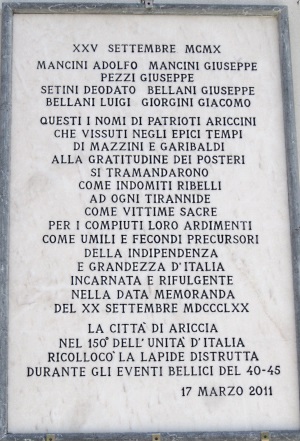 XXV SETTEMBRE MCMX
MANCINI ADOLFO MANCINI GIUSEPPE
PEZZI GIUSEPPE
SETINI DEODATO BELLANI GIUSEPPE
BELLANI LUIGI GIORGINI GIACOMO
QUESTI I NOMI DI PATRIOTI ARICCINI
CHE VISSUTI NEGLI EPICI TEMPI
DI MAZZINI E GARIBALDI
ALLA GRATITUDINE DEI POSTERI
SI TRAMANDARONO
COME INDOMITI RIBELLI
AD OGNI TIRANNIDE
COME VITTIME SACRE
PER I COMPIUTI LORO ARDIMENTI
COME UMILI E FECONDI PRECURSORI
DELLA INDIPENDENZA
E GRANDEZZA D'ITALIA
INCARNATA E RIFULGENTE
NELLA DATA MEMORANDA
DEL XX SETTEMBRE MDCCCLXX
LA CITTA' DI ARICCIA
NEL 150° DELL'UNITA' D'ITALIA
RICOLLOCO' LA LAPIDE DISTRUTTA
DURANTE GLI EVENTI BELLICI DEL 40-45
17 MARZO 2011